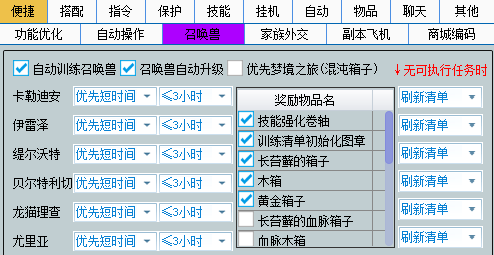 便捷 搭配 指令 保护 技能 挂机 自动 物品 聊天 其他
功能优化 自动操作 召唤兽 家族外交 副本飞机 商城编码
自动训练召唤兽 召唤兽自动升级 优先梦境之旅(混沌箱子) ↓无可执行任务时
卡勒迪安 优先短时间 ≤3小时 刷新清单
伊雷泽 优先短时间 ≤3小时 刷新清单
缇尔沃特 优先短时间 ≤3小时 刷新清单
贝尔特利切 优先短时间 ≤3小时 刷新清单
龙猫理查 优先短时间 ≤3小时 刷新清单
尤里亚 优先短时间 ≤3小时 刷新清单
奖励物品名
技能强化卷轴
训练清单初始化图章
长苔藓的箱子
木箱
黄金箱子
长苔藓的血脉箱子
血脉木箱